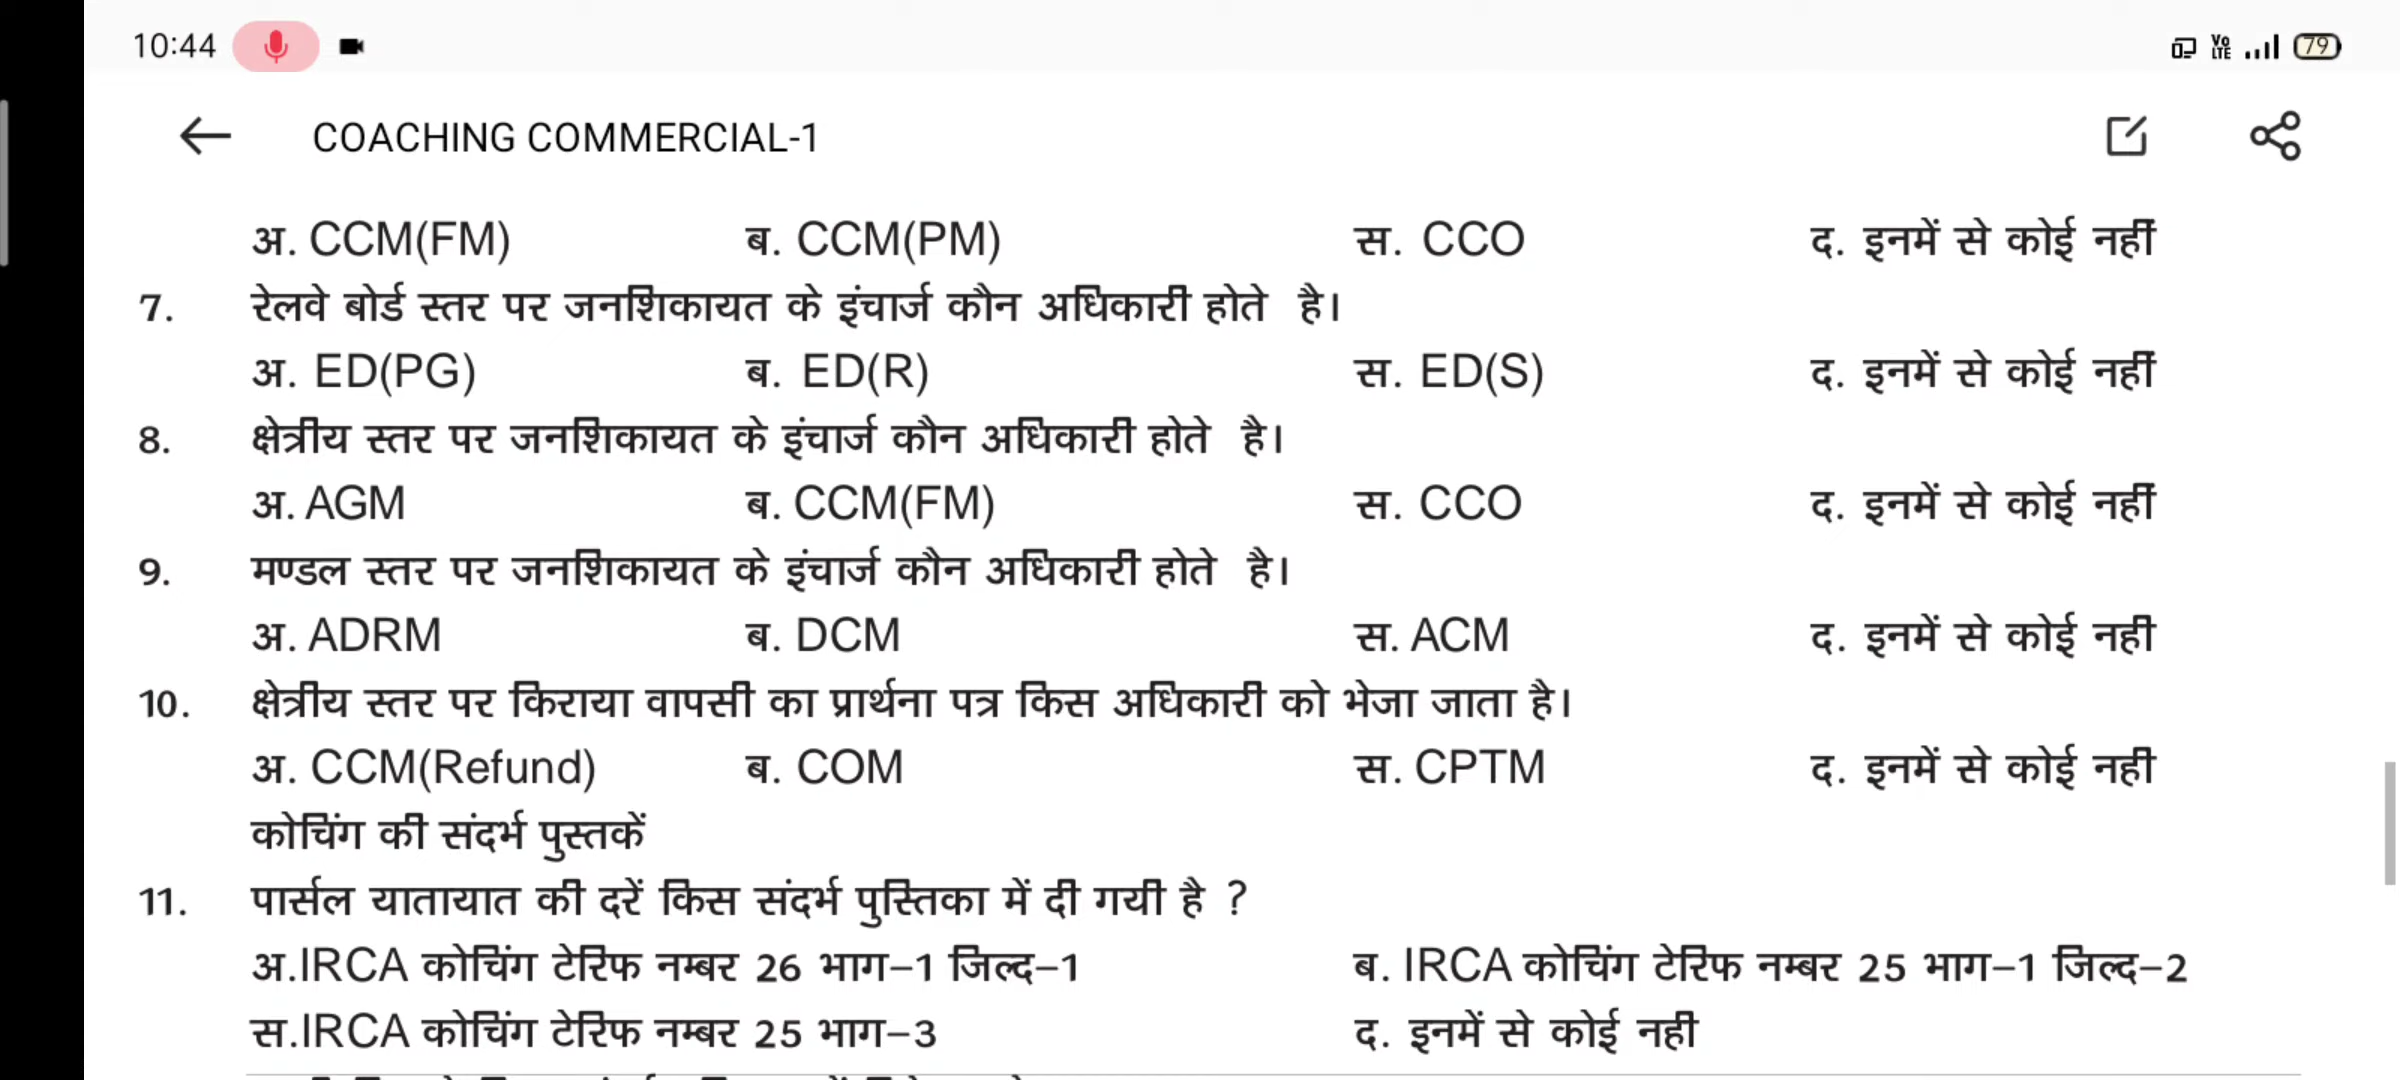 10:44 Vo LTE 79
COACHING COMMERCIAL-1
अ. CCM(FM) ब. CCM(PM) स. CCO द. इनमें से कोई नहीं
7. रेलवे बोर्ड स्तर पर जनशिकायत के इंचार्ज कौन अधिकारी होते है।
अ. ED(PG) ब. ED(R) स. ED(S) द. इनमें से कोई नहीं
8. क्षेत्रीय स्तर पर जनशिकायत के इंचार्ज कौन अधिकारी होते है।
अ. AGM ब. CCM(FM) स. CCO द. इनमें से कोई नहीं
9. मण्डल स्तर पर जनशिकायत के इंचार्ज कौन अधिकारी होते है।
अ. ADRM ब. DCM स. ACM द. इनमें से कोई नही
10. क्षेत्रीय स्तर पर किराया वापसी का प्रार्थना पत्र किस अधिकारी को भेजा जाता है।
अ. CCM(Refund) ब. COM स. CPTM द. इनमें से कोई नही
कोचिंग की संदर्भ पुस्तकें
11. पार्सल यातायात की दरें किस संदर्भ पुस्तिका में दी गयी है ?
अ.IRCA कोचिंग टेरिफ नम्बर 26 भाग–1 जिल्द–1 ब. IRCA कोचिंग टेरिफ नम्बर 25 भाग–1 जिल्द–2
स.IRCA कोचिंग टेरिफ नम्बर 25 भाग–3 द. इनमें से कोई नही